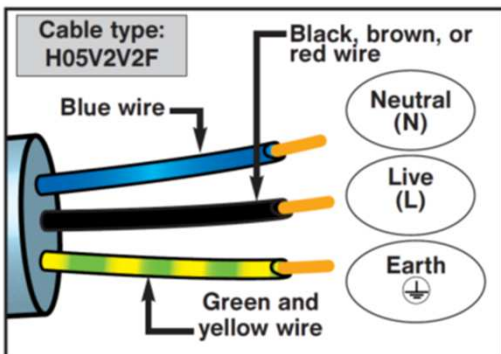 Cable type:
H05V2V2F
Black, brown, or
red wire
Blue wire
Neutral
(N)
Live
(L)
Earth
Green and
yellow wire